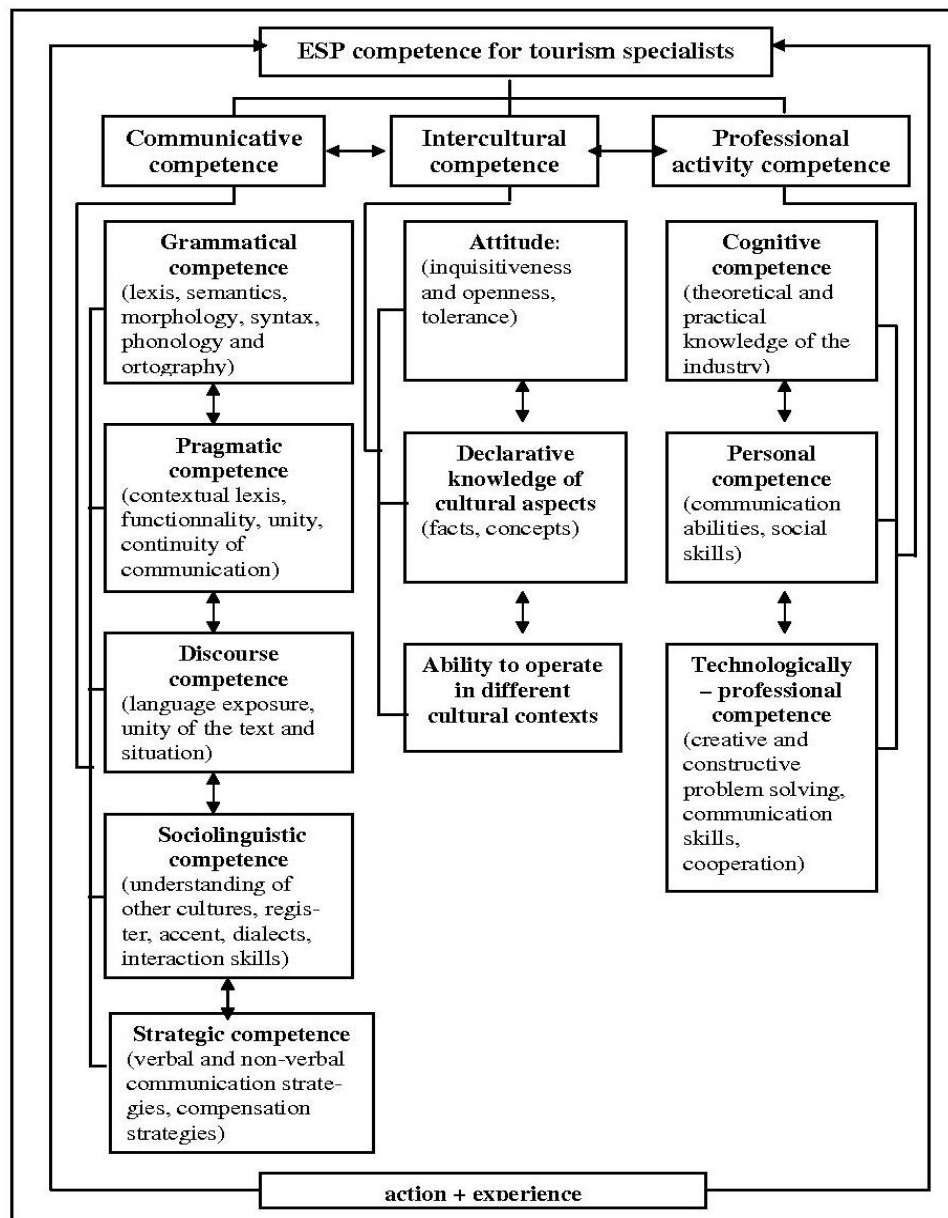 ESP competence for tourism specialists
Communicative
competence
Intercultural
competence
Professional
activity competence
Grammatical
competence
(lexis, semantics,
morphology, syntax,
phonology and
ortography)
Pragmatic
competence
(contextual lexis,
functionnality, unity,
continuity of
communication)
Discourse
competence
(language exposure,
unity of the text and
situation)
Sociolinguistic
competence
(understanding of
other cultures, regis-
ter, accent, dialects,
interaction skills)
Strategic competence
(verbal and non-verbal
communication strate-
gies, compensation
strategies)
Attitude:
(inquisitiveness
and openness,
tolerance)
Declarative
knowledge of
cultural aspects
(facts, concepts)
Ability to operate
in different
cultural contexts
Cognitive
competence
(theoretical and
practical
knowledge of the
industry)
Personal
competence
(communication
abilities, social
skills)
Technologically
– professional
competence
(creative and
constructive
problem solving,
communication
skills,
cooperation)
action + experience